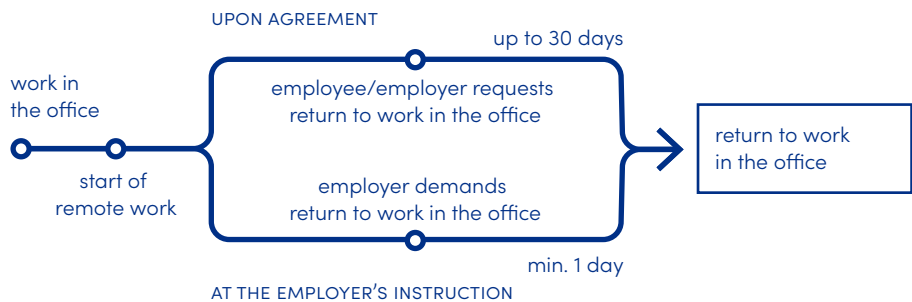 UPON AGREEMENT
up to 30 days
work in
the office
employee/employer requests
return to work in the office
return to work
in the office
start of
remote work
employer demands
return to work in the office
min. 1 day
AT THE EMPLOYER’S INSTRUCTION